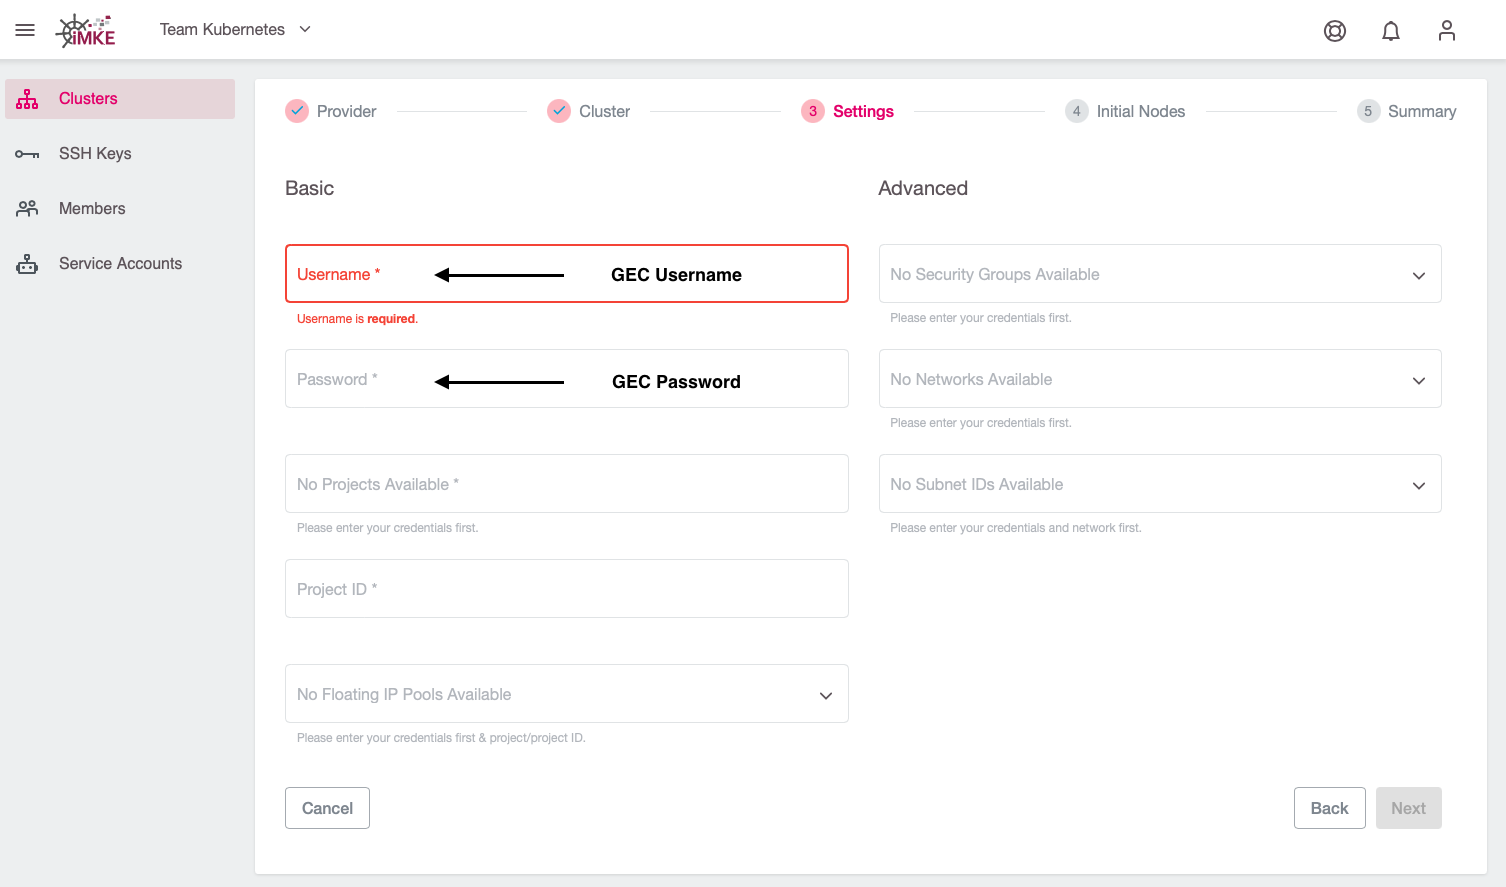 iMKE
Team Kubernetes
Clusters
SSH Keys
Members
Service Accounts
Provider
Cluster
3 Settings
4 Initial Nodes
5 Summary
Basic
Username *
GEC Username
Username is required.
Password *
GEC Password
No Projects Available *
Please enter your credentials first.
Project ID *
No Floating IP Pools Available
Please enter your credentials first & project/project ID.
Advanced
No Security Groups Available
Please enter your credentials first.
No Networks Available
Please enter your credentials first.
No Subnet IDs Available
Please enter your credentials and network first.
Cancel
Back
Next